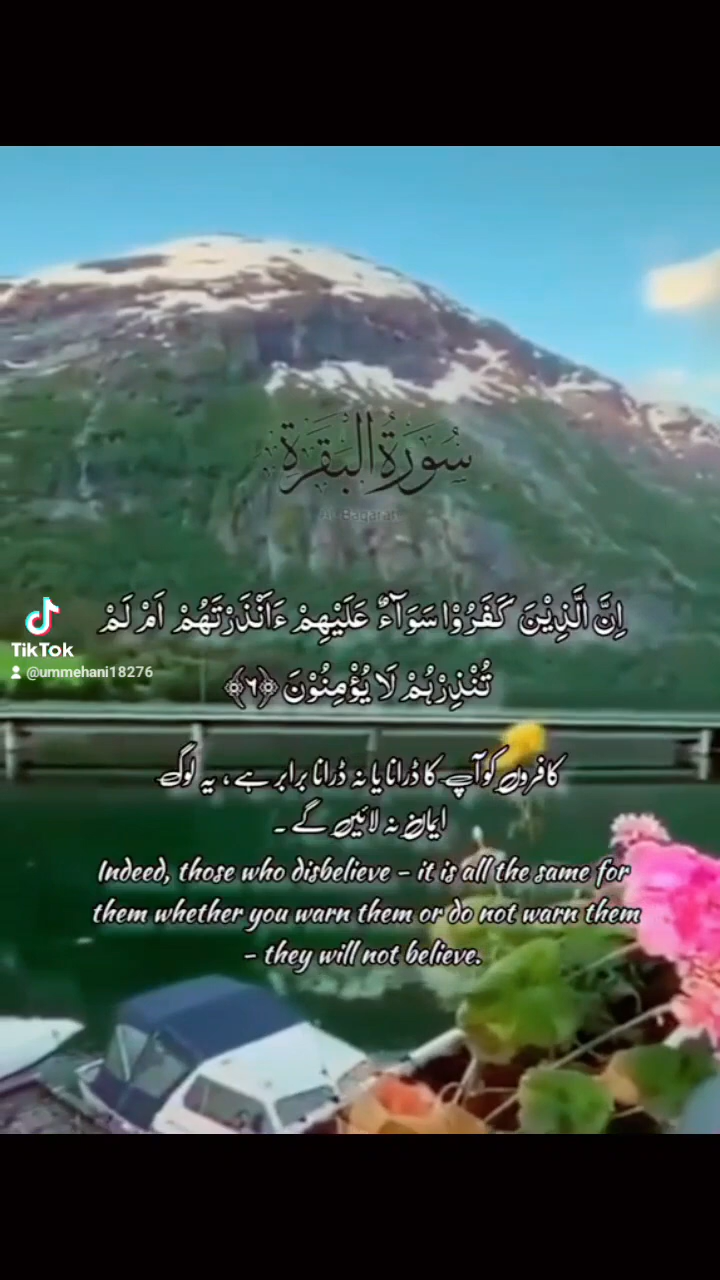 سُورَةُ الْبَقَرَة
Al-Baqarah
اِنَّ الَّذِيْنَ كَفَرُوْا سَوَآءٌ عَلَيْهِمْ ءَاَنْذَرْتَهُمْ اَمْ لَمْ
تُنْذِرْهُمْ لَا يُؤْمِنُوْنَ ﴿٦﴾
TikTok
@ummehani18276
کافروں کو آپ کا ڈرانا یا نہ ڈرانا برابر ہے ، یہ لوگ
ایمان نہ لائیں گے ۔
Indeed, those who disbelieve – it is all the same for
them whether you warn them or do not warn them
– they will not believe.